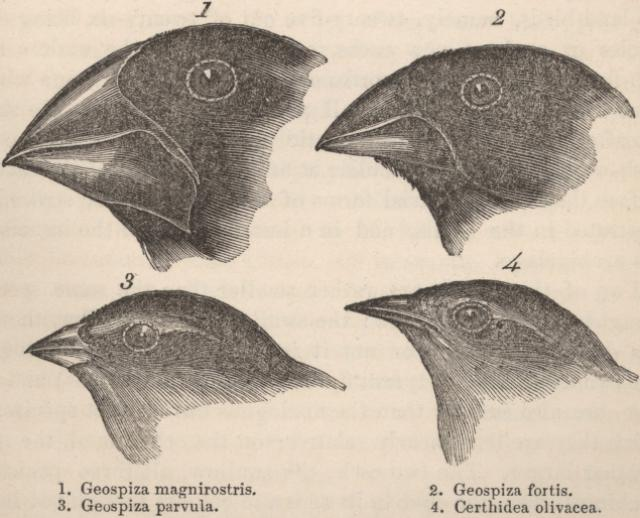 1
2
3
4
1. Geospiza magnirostris.
2. Geospiza fortis.
3. Geospiza parvula.
4. Certhidea olivacea.